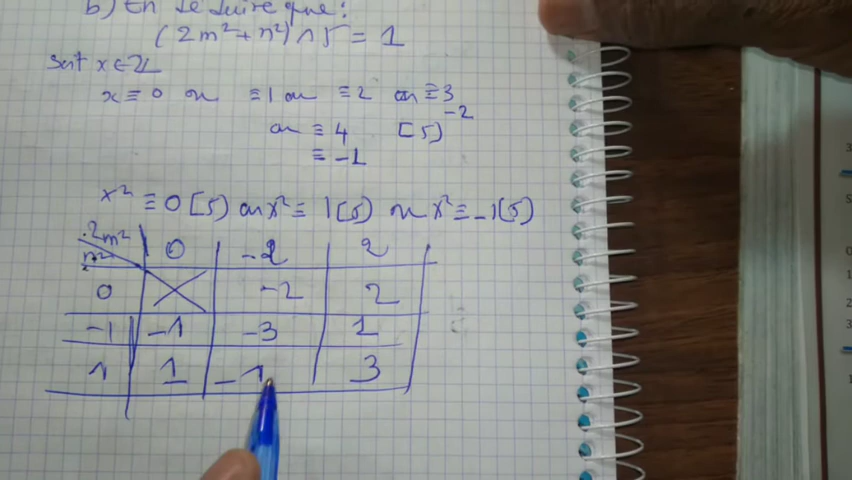 b) En déduire que:
(2m²+n²)∧5=1
Soit x∈ℤ
x≡0 ou ≡1 ou ≡2 ou ≡3
-2
ou ≡4 [5]
≡-1
x²≡0[5] ou x²≡1[5] ou x²≡-1[5]
2m² 0 -2 2
n²
0 -2 2
-1 -1 -3 1
1 1 -1 3